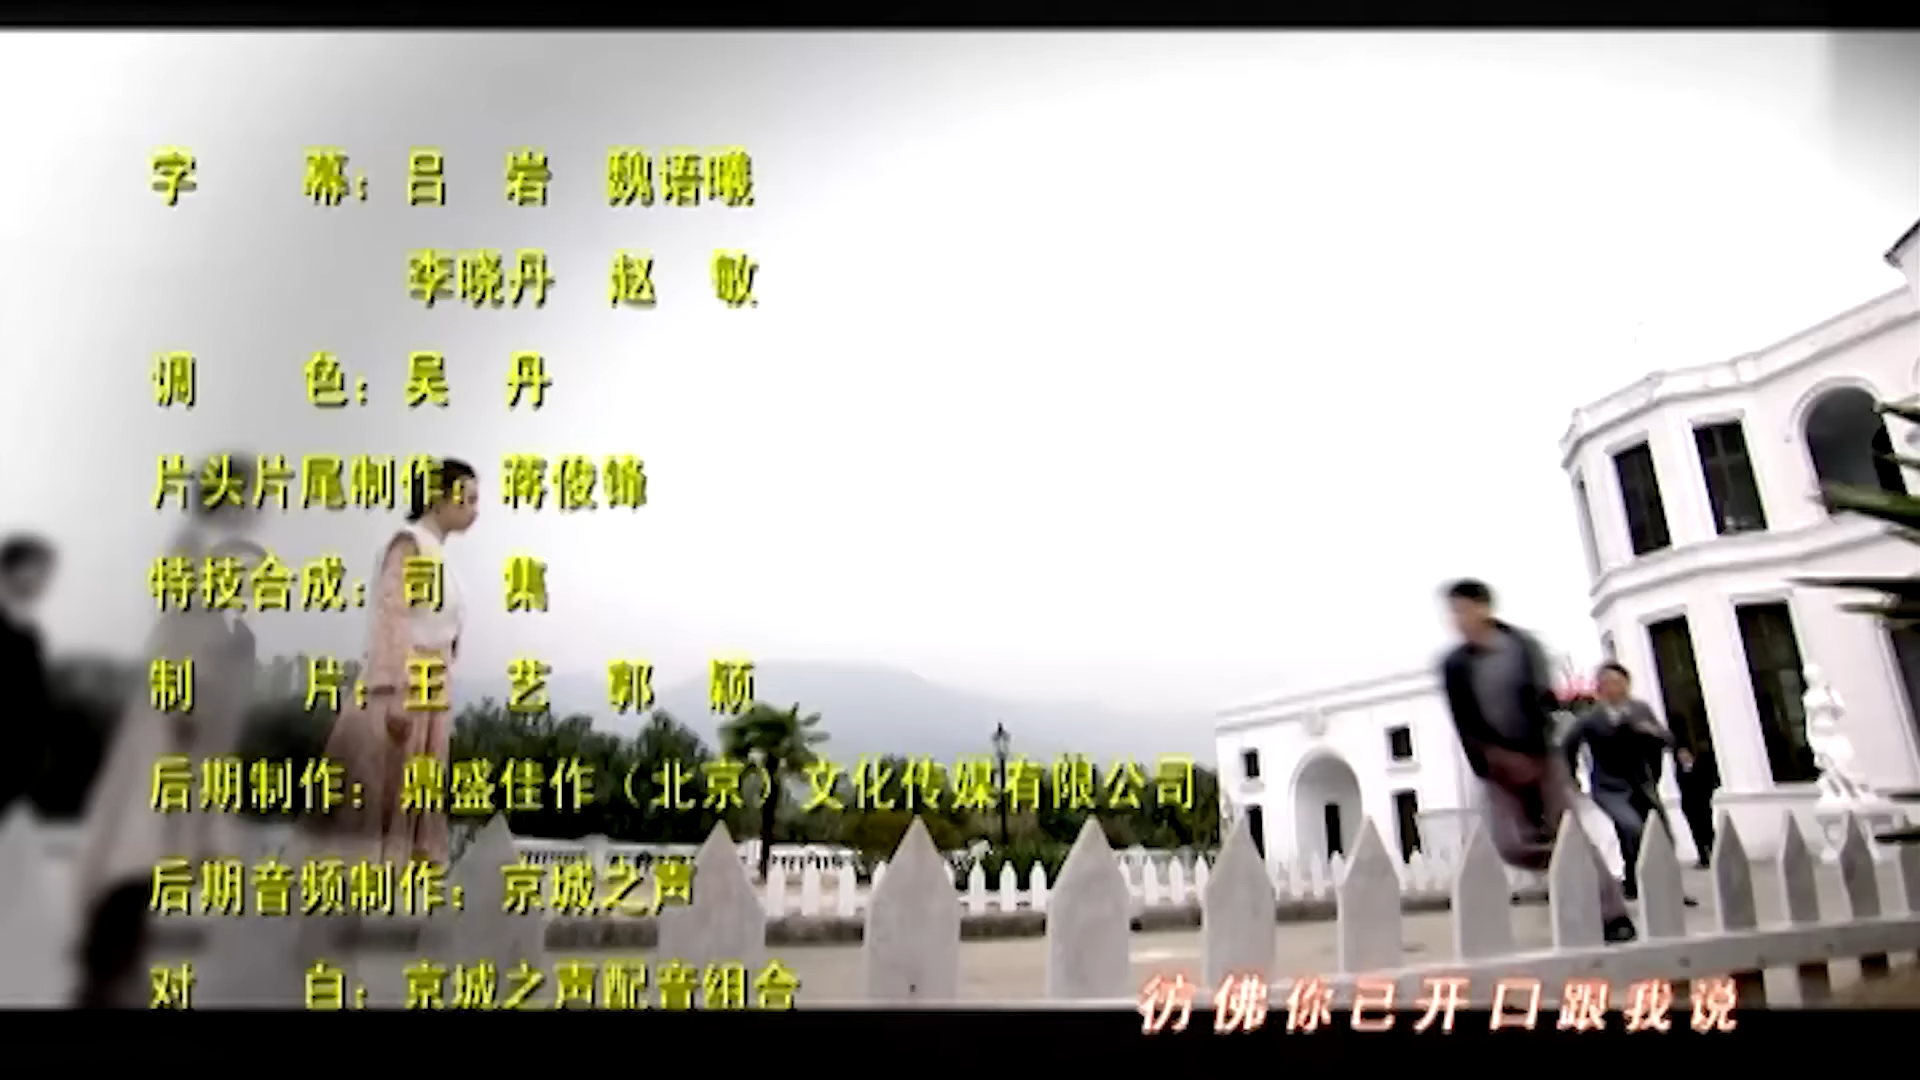 字　　幕：吕　岩　魏语曦
李晓丹　赵　敏
调　　色：吴　丹
片头片尾制作：蒋俊锋
特技合成：司　集
制　　片：王　艺　郭　颖
后期制作：鼎盛佳作（北京）文化传媒有限公司
后期音频制作：京城之声
对　　白：京城之声配音组合
彷佛你已开口跟我说